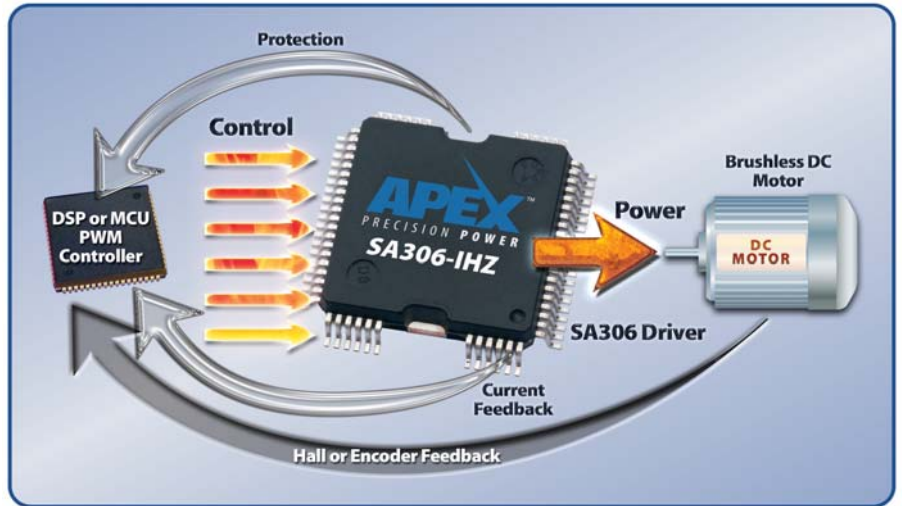 Protection
Control
DSP or MCU
PWM
Controller
APEX™
PRECISION POWER
SA306-IHZ
Power
Brushless DC
Motor
DC
MOTOR
SA306 Driver
Current
Feedback
Hall or Encoder Feedback